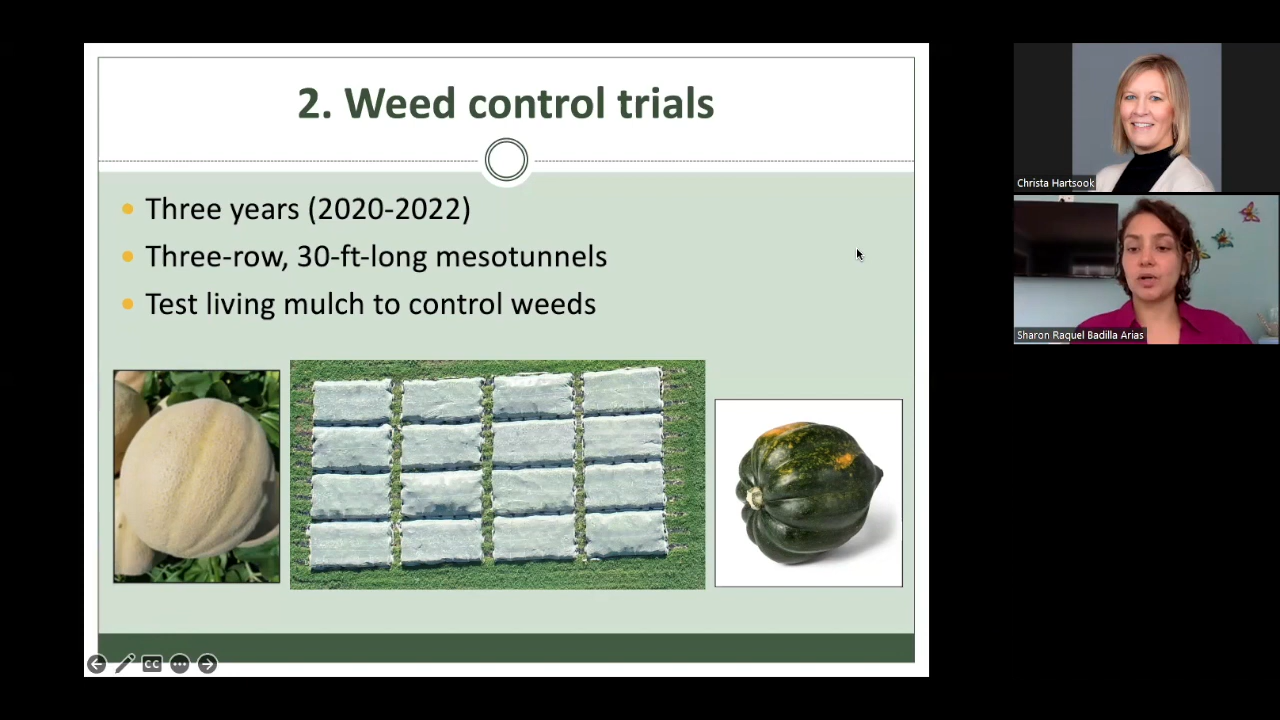 2. Weed control trials
Three years (2020-2022)
Three-row, 30-ft-long mesotunnels
Test living mulch to control weeds
Christa Hartsook
Sharon Raquel Badilla Arias
CC